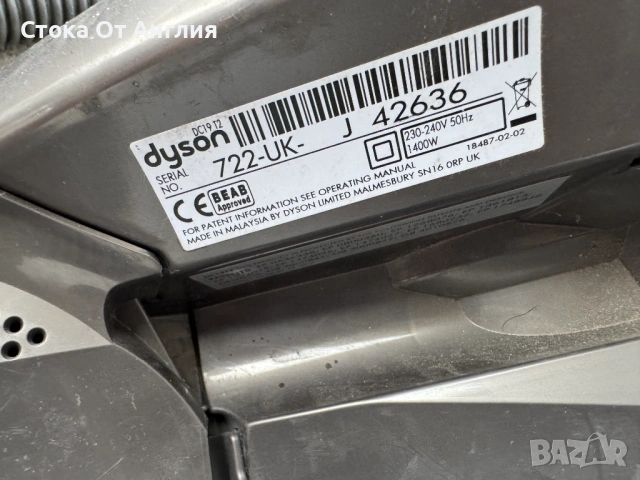 Стока От Англия
DC19 T2
dyson
SERIAL NO. 722-UK- J 42636
CE BEAB Approved
230-240V 50Hz
1400W
18487-02-02
FOR PATENT INFORMATION SEE OPERATING MANUAL
MADE IN MALAYSIA BY DYSON LIMITED MALMESBURY SN16 0RP UK
BAZAR